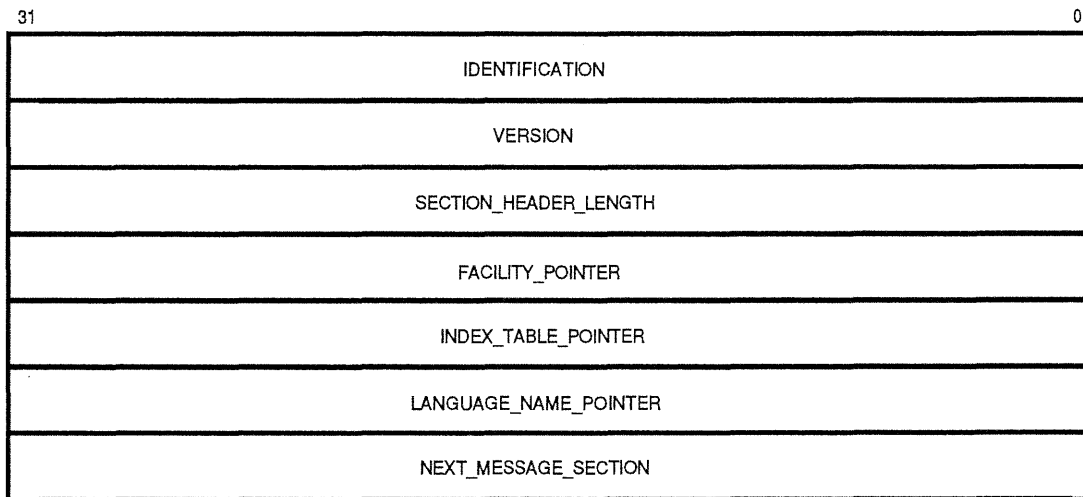 31 0
IDENTIFICATION
VERSION
SECTION_HEADER_LENGTH
FACILITY_POINTER
INDEX_TABLE_POINTER
LANGUAGE_NAME_POINTER
NEXT_MESSAGE_SECTION